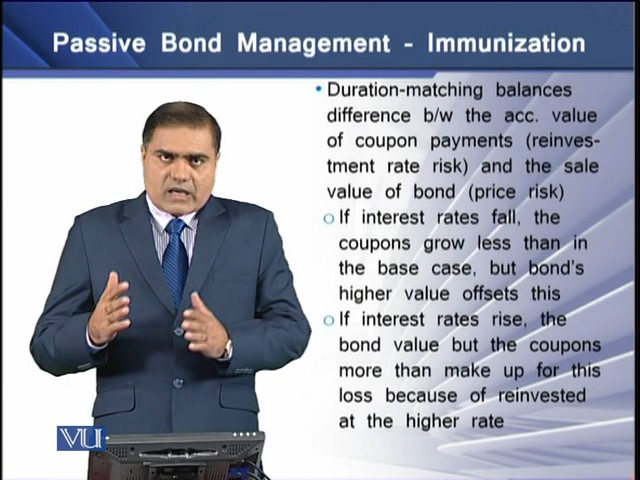 Passive Bond Management - Immunization
• Duration-matching balances
difference b/w the acc. value
of coupon payments (reinves-
tment rate risk) and the sale
value of bond (price risk)
o If interest rates fall, the
coupons grow less than in
the base case, but bond's
higher value offsets this
o If interest rates rise, the
bond value but the coupons
more than make up for this
loss because of reinvested
at the higher rate
VU